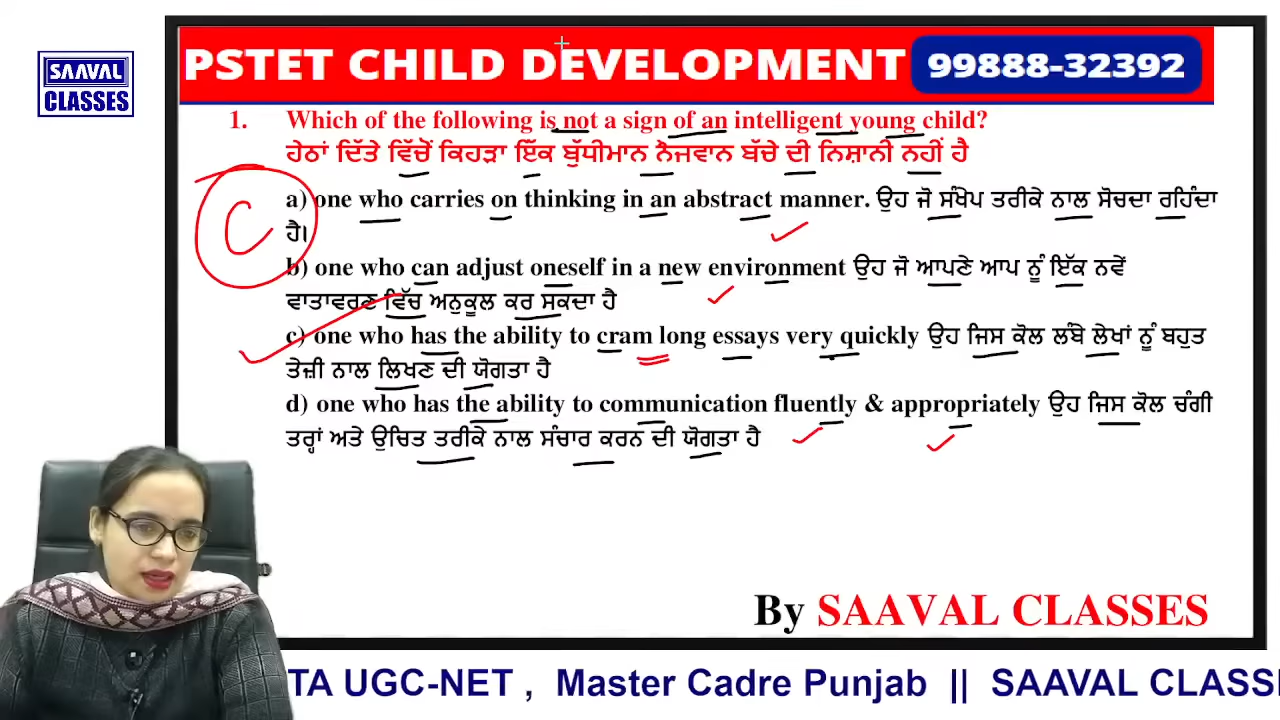 SAAVAL
CLASSES
PSTET CHILD DEVELOPMENT 99888-32392
1. Which of the following is not a sign of an intelligent young child?
ਹੇਠਾਂ ਦਿੱਤੇ ਵਿੱਚੋਂ ਕਿਹੜਾ ਇੱਕ ਬੁੱਧੀਮਾਨ ਨੌਜਵਾਨ ਬੱਚੇ ਦੀ ਨਿਸ਼ਾਨੀ ਨਹੀਂ ਹੈ
a) one who carries on thinking in an abstract manner. ਉਹ ਜੋ ਸੰਖੇਪ ਤਰੀਕੇ ਨਾਲ ਸੋਚਦਾ ਰਹਿੰਦਾ
ਹੈ।
C
b) one who can adjust oneself in a new environment ਉਹ ਜੋ ਆਪਣੇ ਆਪ ਨੂੰ ਇੱਕ ਨਵੇਂ
ਵਾਤਾਵਰਣ ਵਿੱਚ ਅਨੁਕੂਲ ਕਰ ਸਕਦਾ ਹੈ
c) one who has the ability to cram long essays very quickly ਉਹ ਜਿਸ ਕੋਲ ਲੰਬੇ ਲੇਖਾਂ ਨੂੰ ਬਹੁਤ
ਤੇਜ਼ੀ ਨਾਲ ਲਿਖਣ ਦੀ ਯੋਗਤਾ ਹੈ
d) one who has the ability to communication fluently & appropriately ਉਹ ਜਿਸ ਕੋਲ ਚੰਗੀ
ਤਰ੍ਹਾਂ ਅਤੇ ਉਚਿਤ ਤਰੀਕੇ ਨਾਲ ਸੰਚਾਰ ਕਰਨ ਦੀ ਯੋਗਤਾ ਹੈ
By SAAVAL CLASSES
TA UGC-NET , Master Cadre Punjab || SAAVAL CLASS